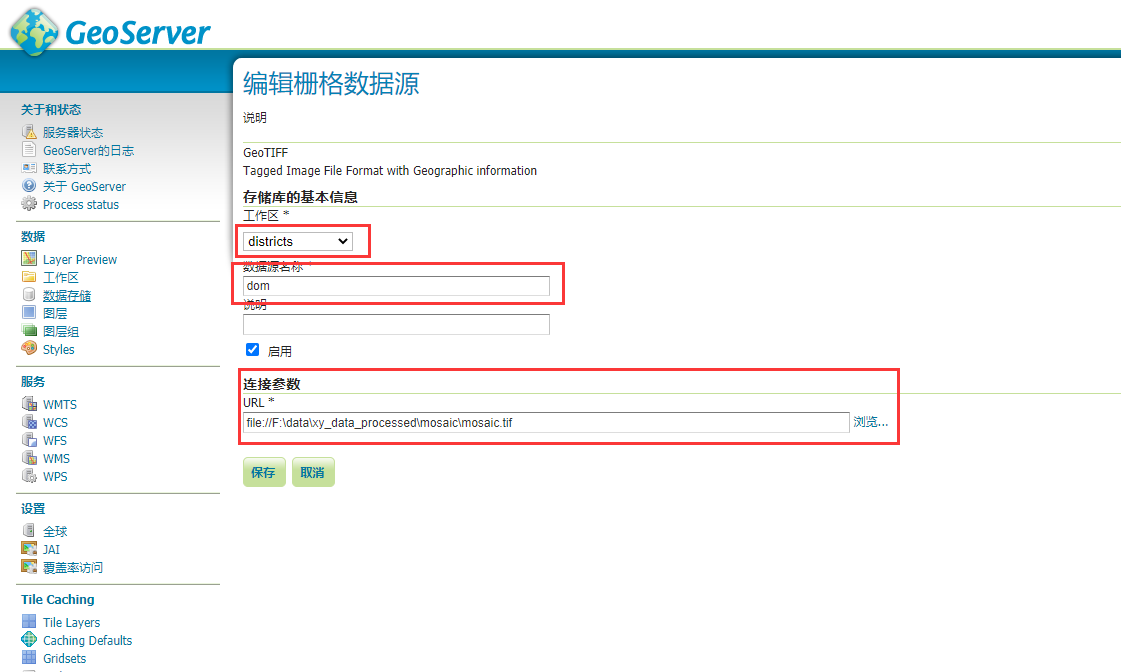 GeoServer
关于和状态
服务器状态
GeoServer的日志
联系方式
关于 GeoServer
Process status
数据
Layer Preview
工作区
数据存储
图层
图层组
Styles
服务
WMTS
WCS
WFS
WMS
WPS
设置
全球
JAI
覆盖率访问
Tile Caching
Tile Layers
Caching Defaults
Gridsets
编辑栅格数据源
说明
GeoTIFF
Tagged Image File Format with Geographic information
存储库的基本信息
工作区 *
districts
数据源名称 *
dom
说明
启用
连接参数
URL *
file://F:\data\xy_data_processed\mosaic\mosaic.tif 浏览...
保存 取消